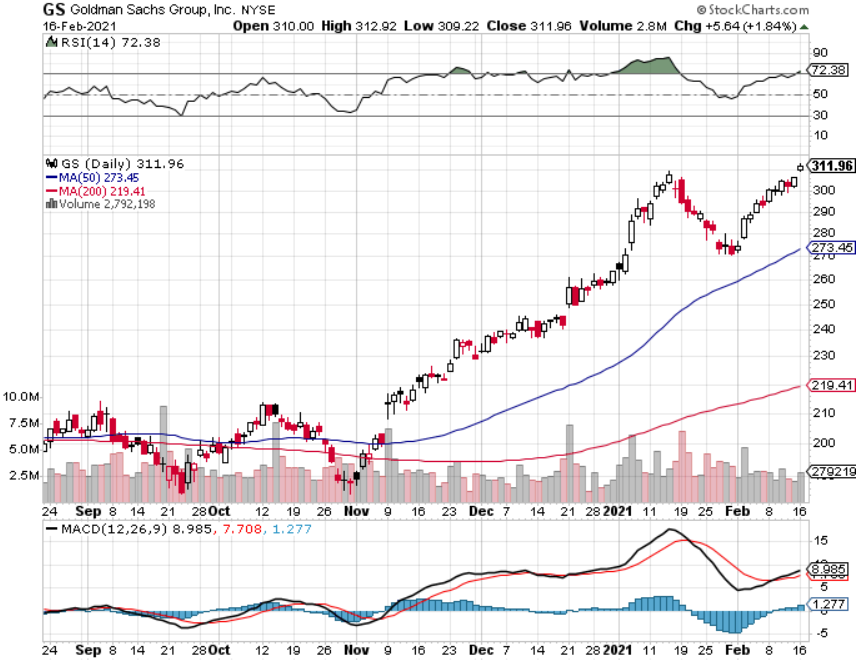 GS Goldman Sachs Group, Inc. NYSE © StockCharts.com
16-Feb-2021 Open 310.00 High 312.92 Low 309.22 Close 311.96 Volume 2.8M Chg +5.64 (+1.84%)
RSI(14) 72.38
90
72.38
50
30
10
GS (Daily) 311.96
MA(50) 273.45
MA(200) 219.41
Volume 2,792,198
311.96
300
290
280
273.45
270
260
250
240
230
219.41
210
200
279219
10.0M
7.5M
5.0M
2.5M
24 Sep 8 14 21 28 Oct 12 19 26 Nov 9 16 23 Dec 7 14 21 28 2021 11 19 25 Feb 8 16
MACD(12,26,9) 8.985, 7.708, 1.277
15
8.985
5
1.277
-5
24 Sep 8 14 21 28 Oct 12 19 26 Nov 9 16 23 Dec 7 14 21 28 2021 11 19 25 Feb 8 16